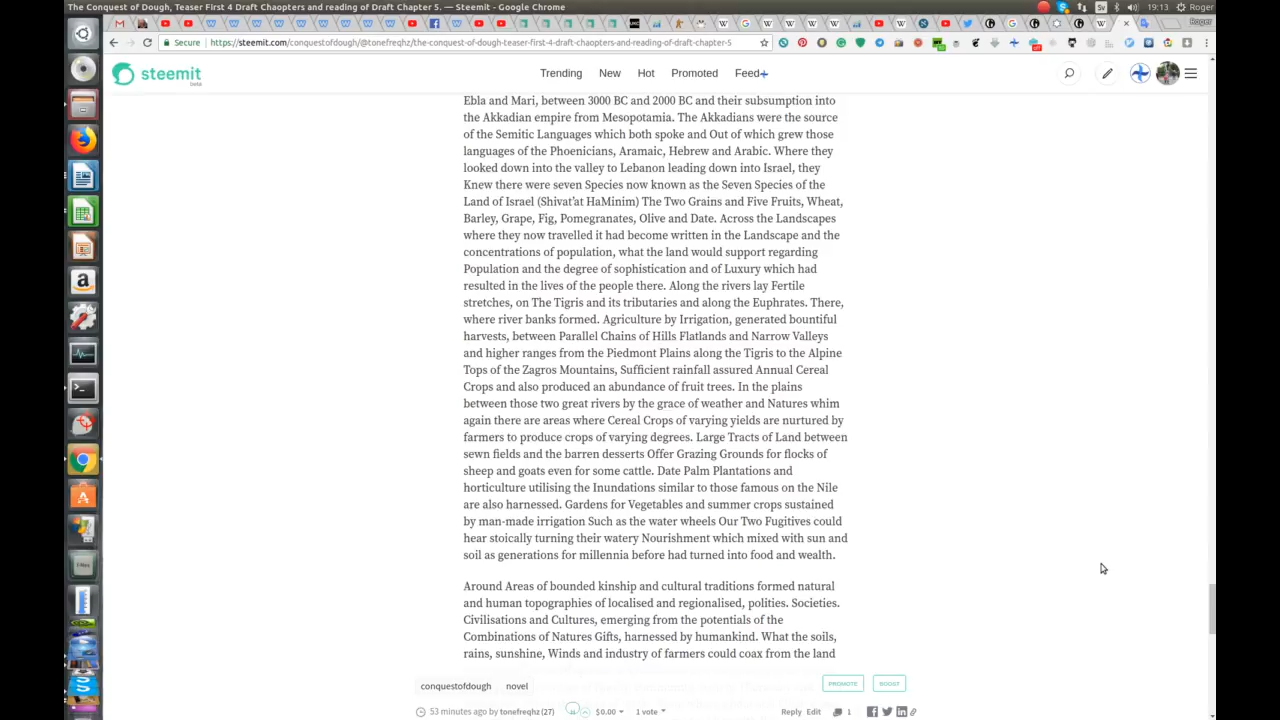 The Conquest of Dough, Teaser First 4 Draft Chaopters and reading of Draft Chapter 5. — Steemit - Google Chrome
19:13 Roger
Roger
Secure https://steemit.com/conquestofdough/@tonefreqhz/the-conquest-of-dough-teaser-first-4-draft-chaopters-and-reading-of-draft-chapter-5
steemit
beta
Trending New Hot Promoted Feed
Ebla and Mari, between 3000 BC and 2000 BC and their subsumption into
the Akkadian empire from Mesopotamia. The Akkadians were the source
of the Semitic Languages which both spoke and Out of which grew those
languages of the Phoenicians, Aramaic, Hebrew and Arabic. Where they
looked down into the valley to Lebanon leading down into Israel, they
Knew there were seven Species now known as the Seven Species of the
Land of Israel (Shivat'at HaMinim) The Two Grains and Five Fruits, Wheat,
Barley, Grape, Fig, Pomegranates, Olive and Date. Across the Landscapes
where they now travelled it had become written in the Landscape and the
concentrations of population, what the land would support regarding
Population and the degree of sophistication and of Luxury which had
resulted in the lives of the people there. Along the rivers lay Fertile
stretches, on The Tigris and its tributaries and along the Euphrates. There,
where river banks formed. Agriculture by Irrigation, generated bountiful
harvests, between Parallel Chains of Hills Flatlands and Narrow Valleys
and higher ranges from the Piedmont Plains along the Tigris to the Alpine
Tops of the Zagros Mountains, Sufficient rainfall assured Annual Cereal
Crops and also produced an abundance of fruit trees. In the plains
between those two great rivers by the grace of weather and Natures whim
again there are areas where Cereal Crops of varying yields are nurtured by
farmers to produce crops of varying degrees. Large Tracts of Land between
sewn fields and the barren desserts Offer Grazing Grounds for flocks of
sheep and goats even for some cattle. Date Palm Plantations and
horticulture utilising the Inundations similar to those famous on the Nile
are also harnessed. Gardens for Vegetables and summer crops sustained
by man-made irrigation Such as the water wheels Our Two Fugitives could
hear stoically turning their watery Nourishment which mixed with sun and
soil as generations for millennia before had turned into food and wealth.
Around Areas of bounded kinship and cultural traditions formed natural
and human topographies of localised and regionalised, polities. Societies.
Civilisations and Cultures, emerging from the potentials of the
Combinations of Natures Gifts, harnessed by humankind. What the soils,
rains, sunshine, Winds and industry of farmers could coax from the land
conquestofdough novel
PROMOTE BOOST
53 minutes ago by tonefreqhz (27) $0.00 1 vote Reply Edit 1